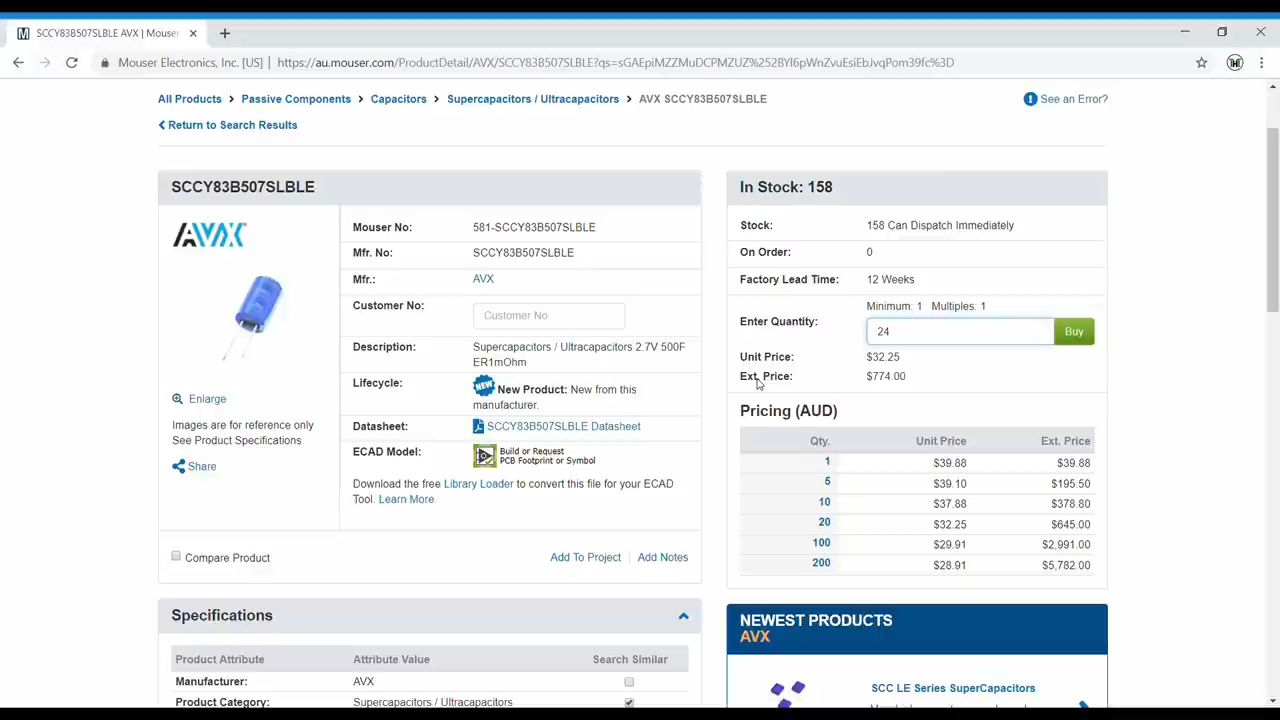 SCCY83B507SLBLE AVX | Mouser
Mouser Electronics, Inc. [US] | https://au.mouser.com/ProductDetail/AVX/SCCY83B507SLBLE?qs=sGAEpiMZZMuDCPMZUZ%252BYl6pWnZvuEsiEbJvqPom39fc%3D
All Products > Passive Components > Capacitors > Supercapacitors / Ultracapacitors > AVX SCCY83B507SLBLE
See an Error?
Return to Search Results
SCCY83B507SLBLE
AVX
Enlarge
Images are for reference only
See Product Specifications
Share
Mouser No: 581-SCCY83B507SLBLE
Mfr. No: SCCY83B507SLBLE
Mfr.: AVX
Customer No: Customer No
Description: Supercapacitors / Ultracapacitors 2.7V 500F
ER1mOhm
Lifecycle: NEW New Product: New from this
manufacturer.
Datasheet: SCCY83B507SLBLE Datasheet
ECAD Model: Build or Request
PCB Footprint or Symbol
Download the free Library Loader to convert this file for your ECAD
Tool. Learn More.
Compare Product
Add To Project | Add Notes
Specifications
Product Attribute Attribute Value Search Similar
Manufacturer: AVX
Product Category: Supercapacitors / Ultracapacitors
In Stock: 158
Stock: 158 Can Dispatch Immediately
On Order: 0
Factory Lead Time: 12 Weeks
Minimum: 1 Multiples: 1
Enter Quantity: 24 Buy
Unit Price: $32.25
Ext. Price: $774.00
Pricing (AUD)
Qty. Unit Price Ext. Price
1 $39.88 $39.88
5 $39.10 $195.50
10 $37.88 $378.80
20 $32.25 $645.00
100 $29.91 $2,991.00
200 $28.91 $5,782.00
NEWEST PRODUCTS
AVX
SCC LE Series SuperCapacitors